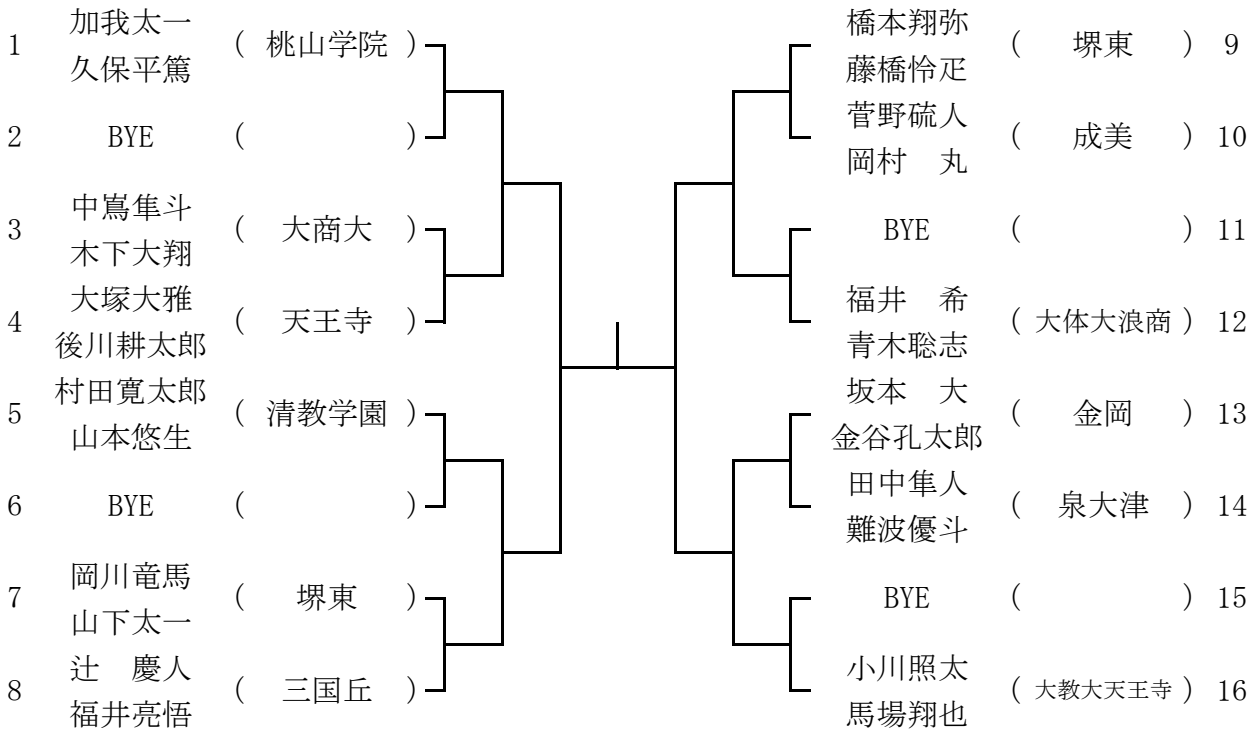 加我太一
1 ( 桃山学院 )
久保平篤
2 BYE ( )
中嶌隼斗
3 ( 大商大 )
木下大翔
大塚大雅
4 ( 天王寺 )
後川耕太郎
村田寛太郎
5 ( 清教学園 )
山本悠生
6 BYE ( )
岡川竜馬
7 ( 堺東 )
山下太一
辻　慶人
8 ( 三国丘 )
福井亮悟
橋本翔弥
( 堺東 ) 9
藤橋怜疋
菅野硫人
( 成美 ) 10
岡村　丸
BYE ( ) 11
福井　希
( 大体大浪商 ) 12
青木聡志
坂本　大
( 金岡 ) 13
金谷孔太郎
田中隼人
( 泉大津 ) 14
難波優斗
BYE ( ) 15
小川照太
( 大教大天王寺 ) 16
馬場翔也